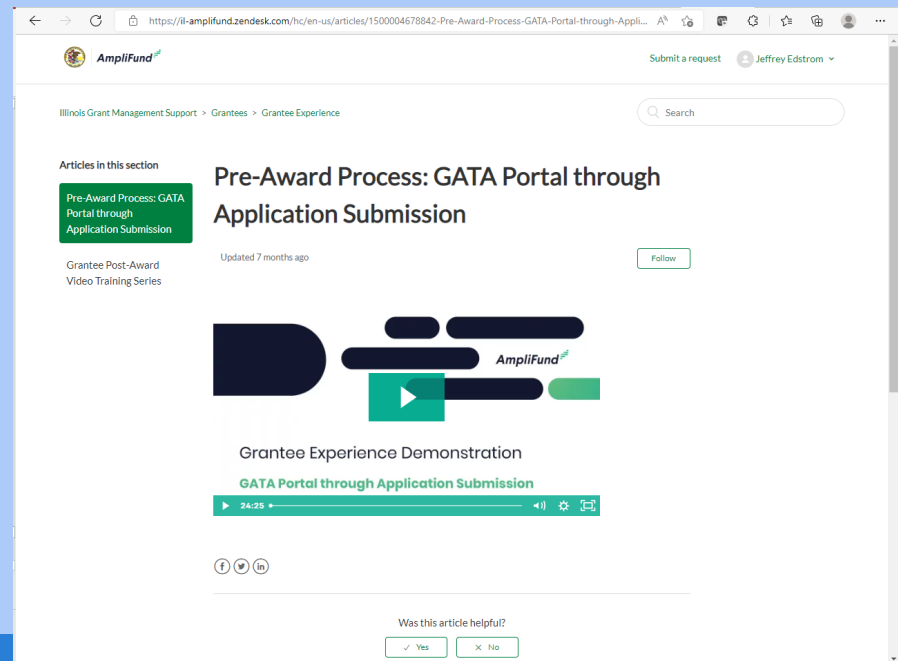 https://il-amplifund.zendesk.com/hc/en-us/articles/1500004678842-Pre-Award-Process-GATA-Portal-through-Appli...
AmpliFund
Submit a request
Jeffrey Edstrom
Illinois Grant Management Support > Grantees > Grantee Experience
Search
Articles in this section
Pre-Award Process: GATA
Portal through
Application Submission
Grantee Post-Award
Video Training Series
Pre-Award Process: GATA Portal through
Application Submission
Updated 7 months ago
Follow
AmpliFund
Grantee Experience Demonstration
GATA Portal through Application Submission
24:25
Was this article helpful?
✓ Yes
✕ No